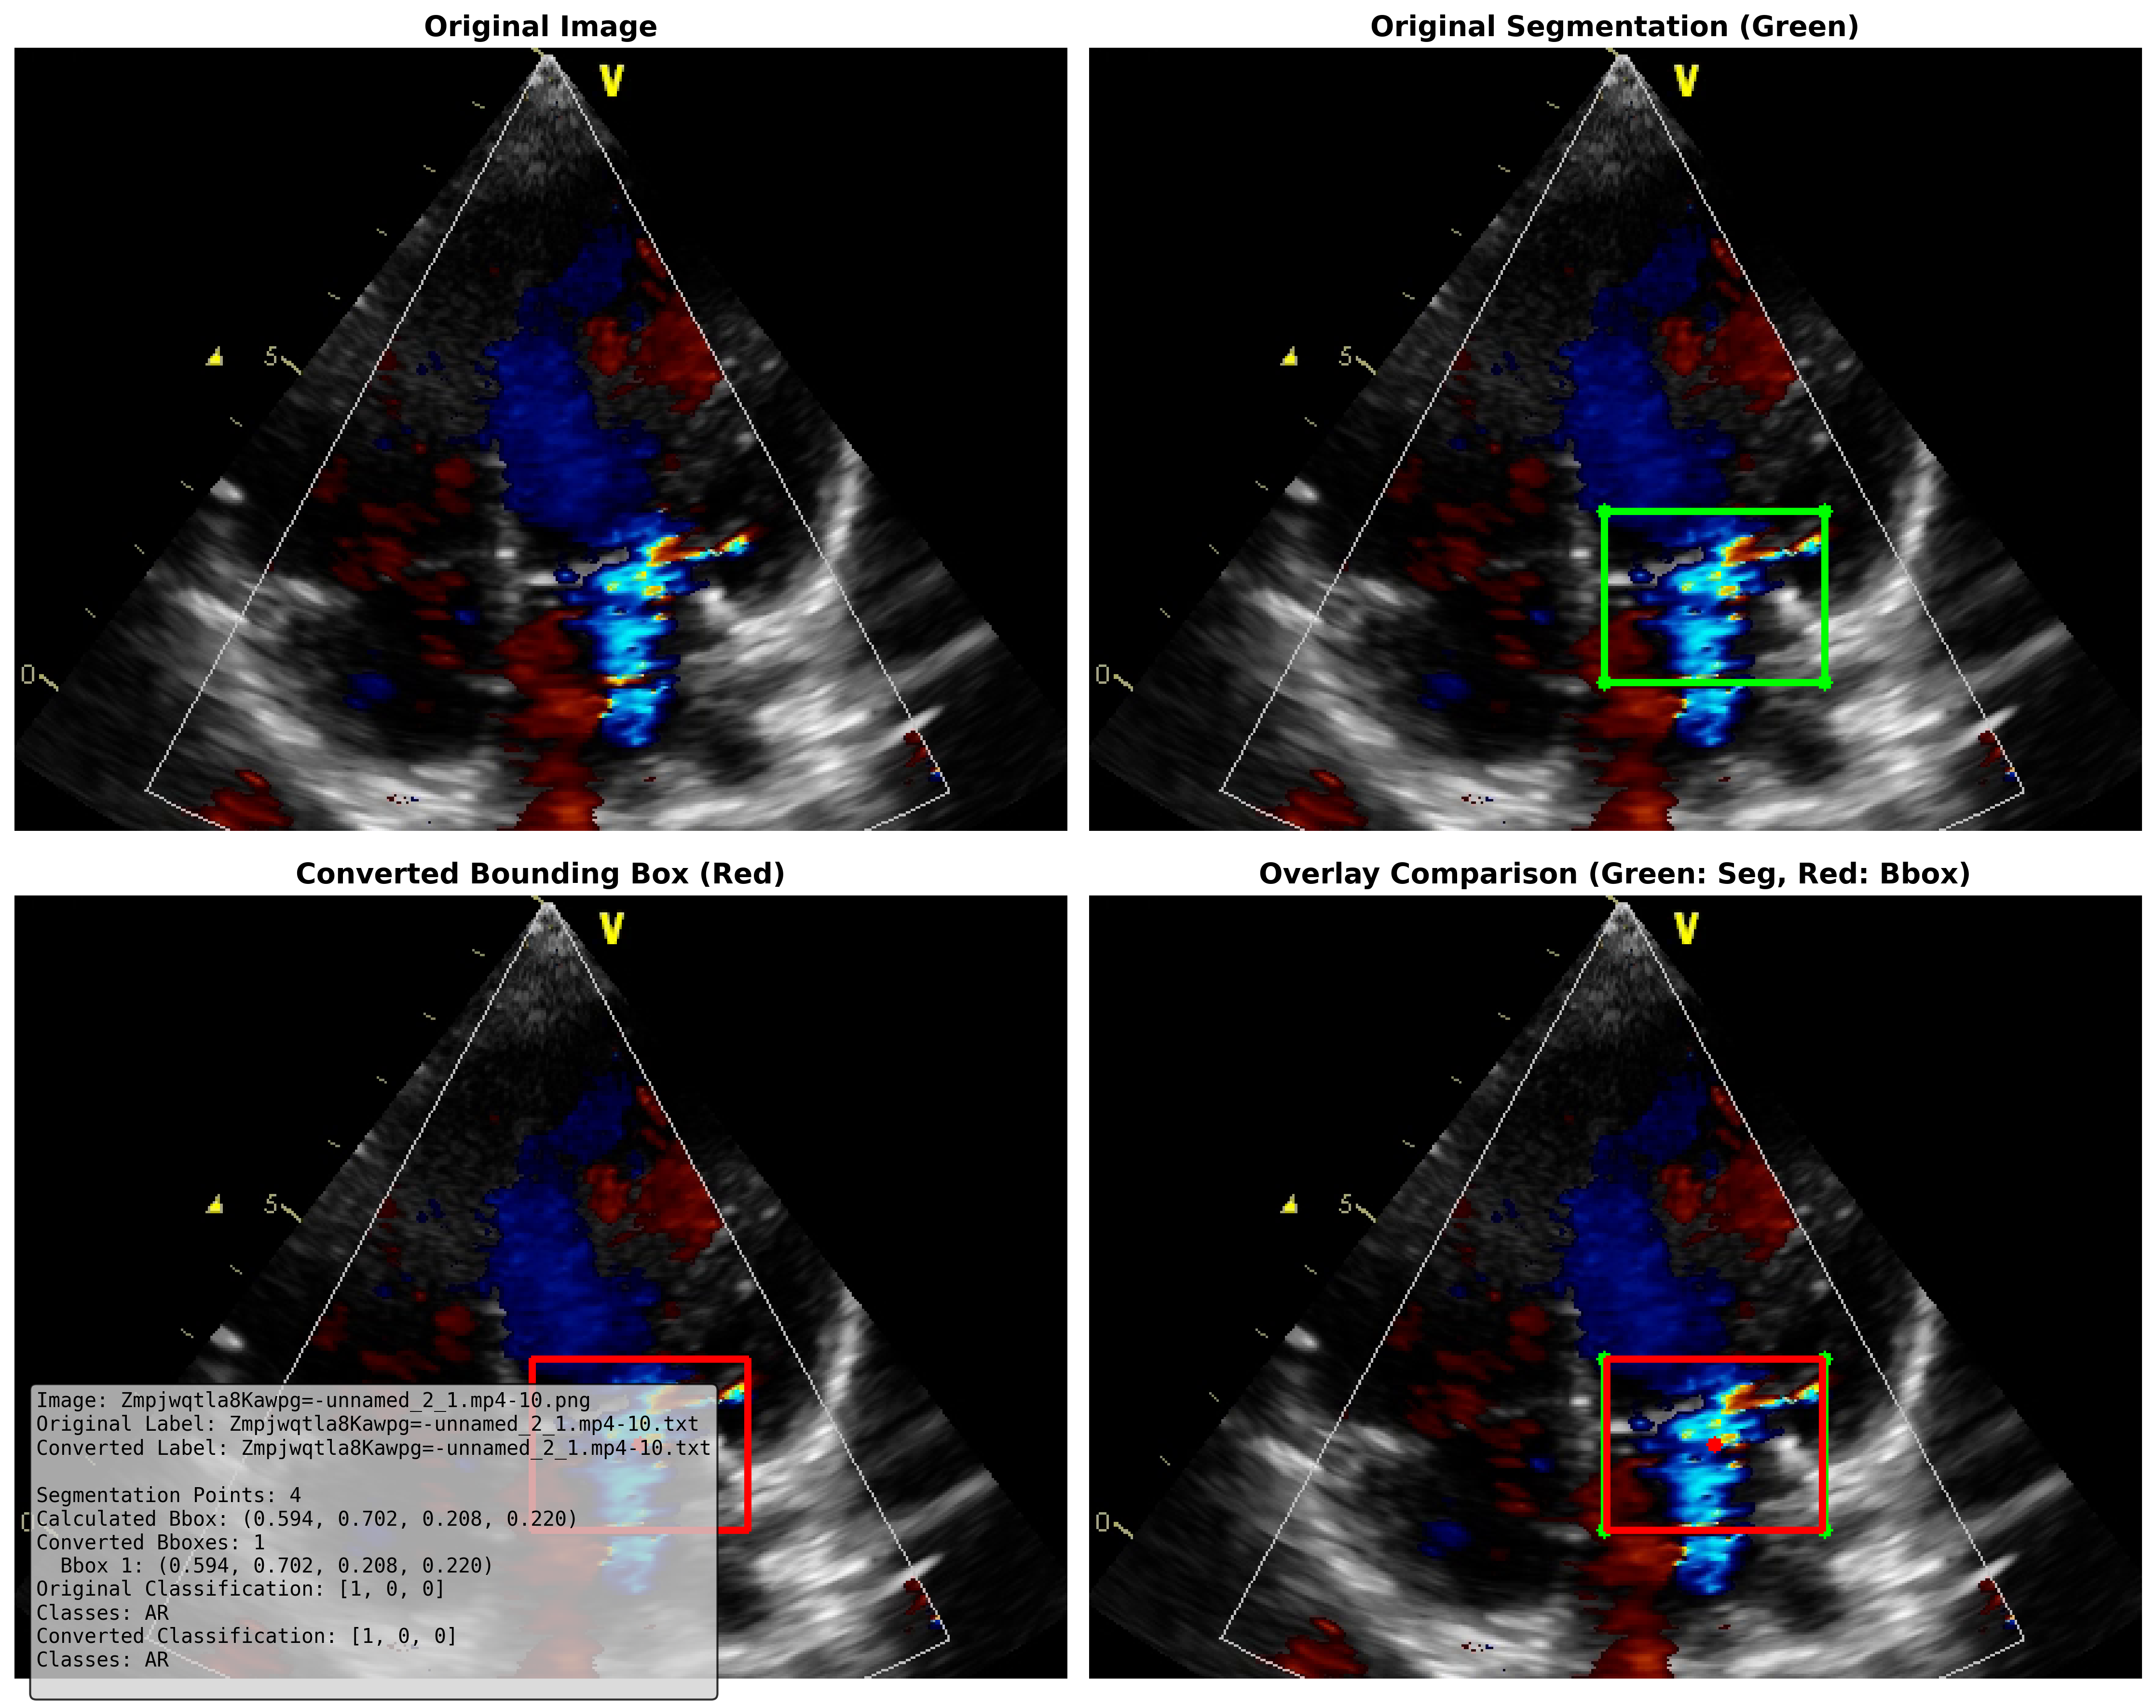 Original Image
Original Segmentation (Green)
V
V
5
5
0
0
Converted Bounding Box (Red)
Overlay Comparison (Green: Seg, Red: Bbox)
V
V
5
5
0
Image: Zmpjwqtla8Kawpg=-unnamed_2_1.mp4-10.png
Original Label: Zmpjwqtla8Kawpg=-unnamed_2_1.mp4-10.txt
Converted Label: Zmpjwqtla8Kawpg=-unnamed_2_1.mp4-10.txt
Segmentation Points: 4
Calculated Bbox: (0.594, 0.702, 0.208, 0.220)
Converted Bboxes: 1
Bbox 1: (0.594, 0.702, 0.208, 0.220)
Original Classification: [1, 0, 0]
Classes: AR
Converted Classification: [1, 0, 0]
Classes: AR